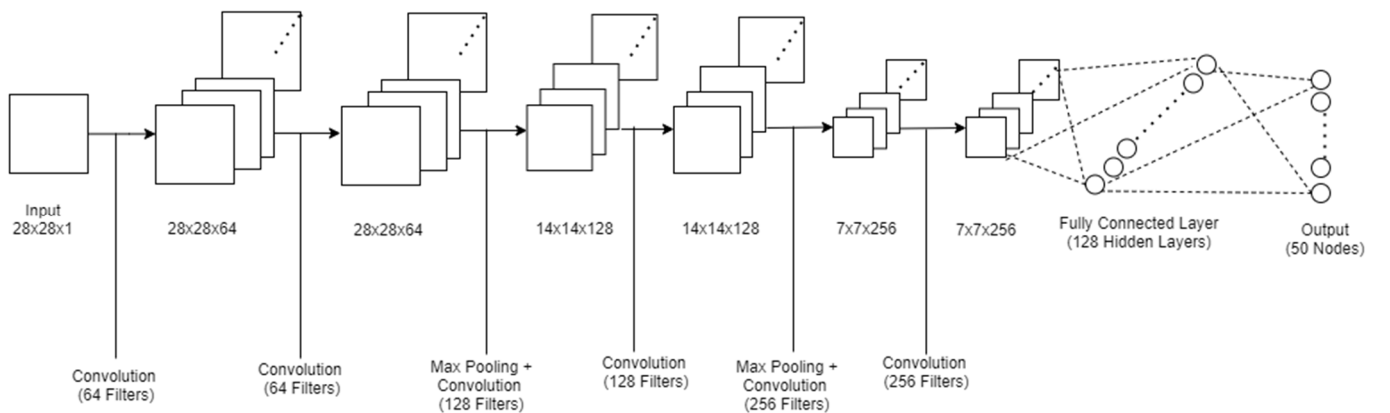 Input
28x28x1
28x28x64
28x28x64
14x14x128
14x14x128
7x7x256
7x7x256
Fully Connected Layer
(128 Hidden Layers)
Output
(50 Nodes)
Convolution
(64 Filters)
Convolution
(64 Filters)
Max Pooling +
Convolution
(128 Filters)
Convolution
(128 Filters)
Max Pooling +
Convolution
(256 Filters)
Convolution
(256 Filters)